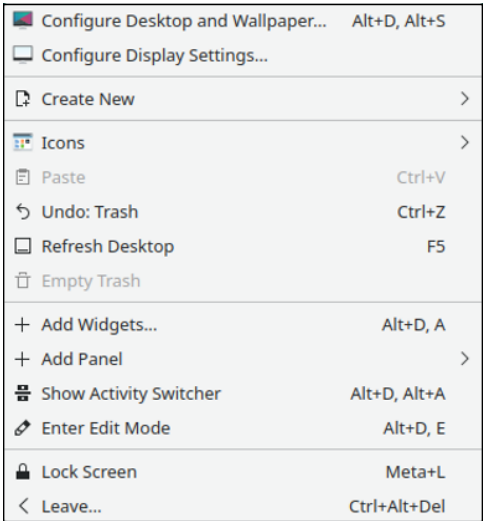 Configure Desktop and Wallpaper... Alt+D, Alt+S
Configure Display Settings...
Create New
Icons
Paste Ctrl+V
Undo: Trash Ctrl+Z
Refresh Desktop F5
Empty Trash
Add Widgets... Alt+D, A
Add Panel
Show Activity Switcher Alt+D, Alt+A
Enter Edit Mode Alt+D, E
Lock Screen Meta+L
Leave... Ctrl+Alt+Del